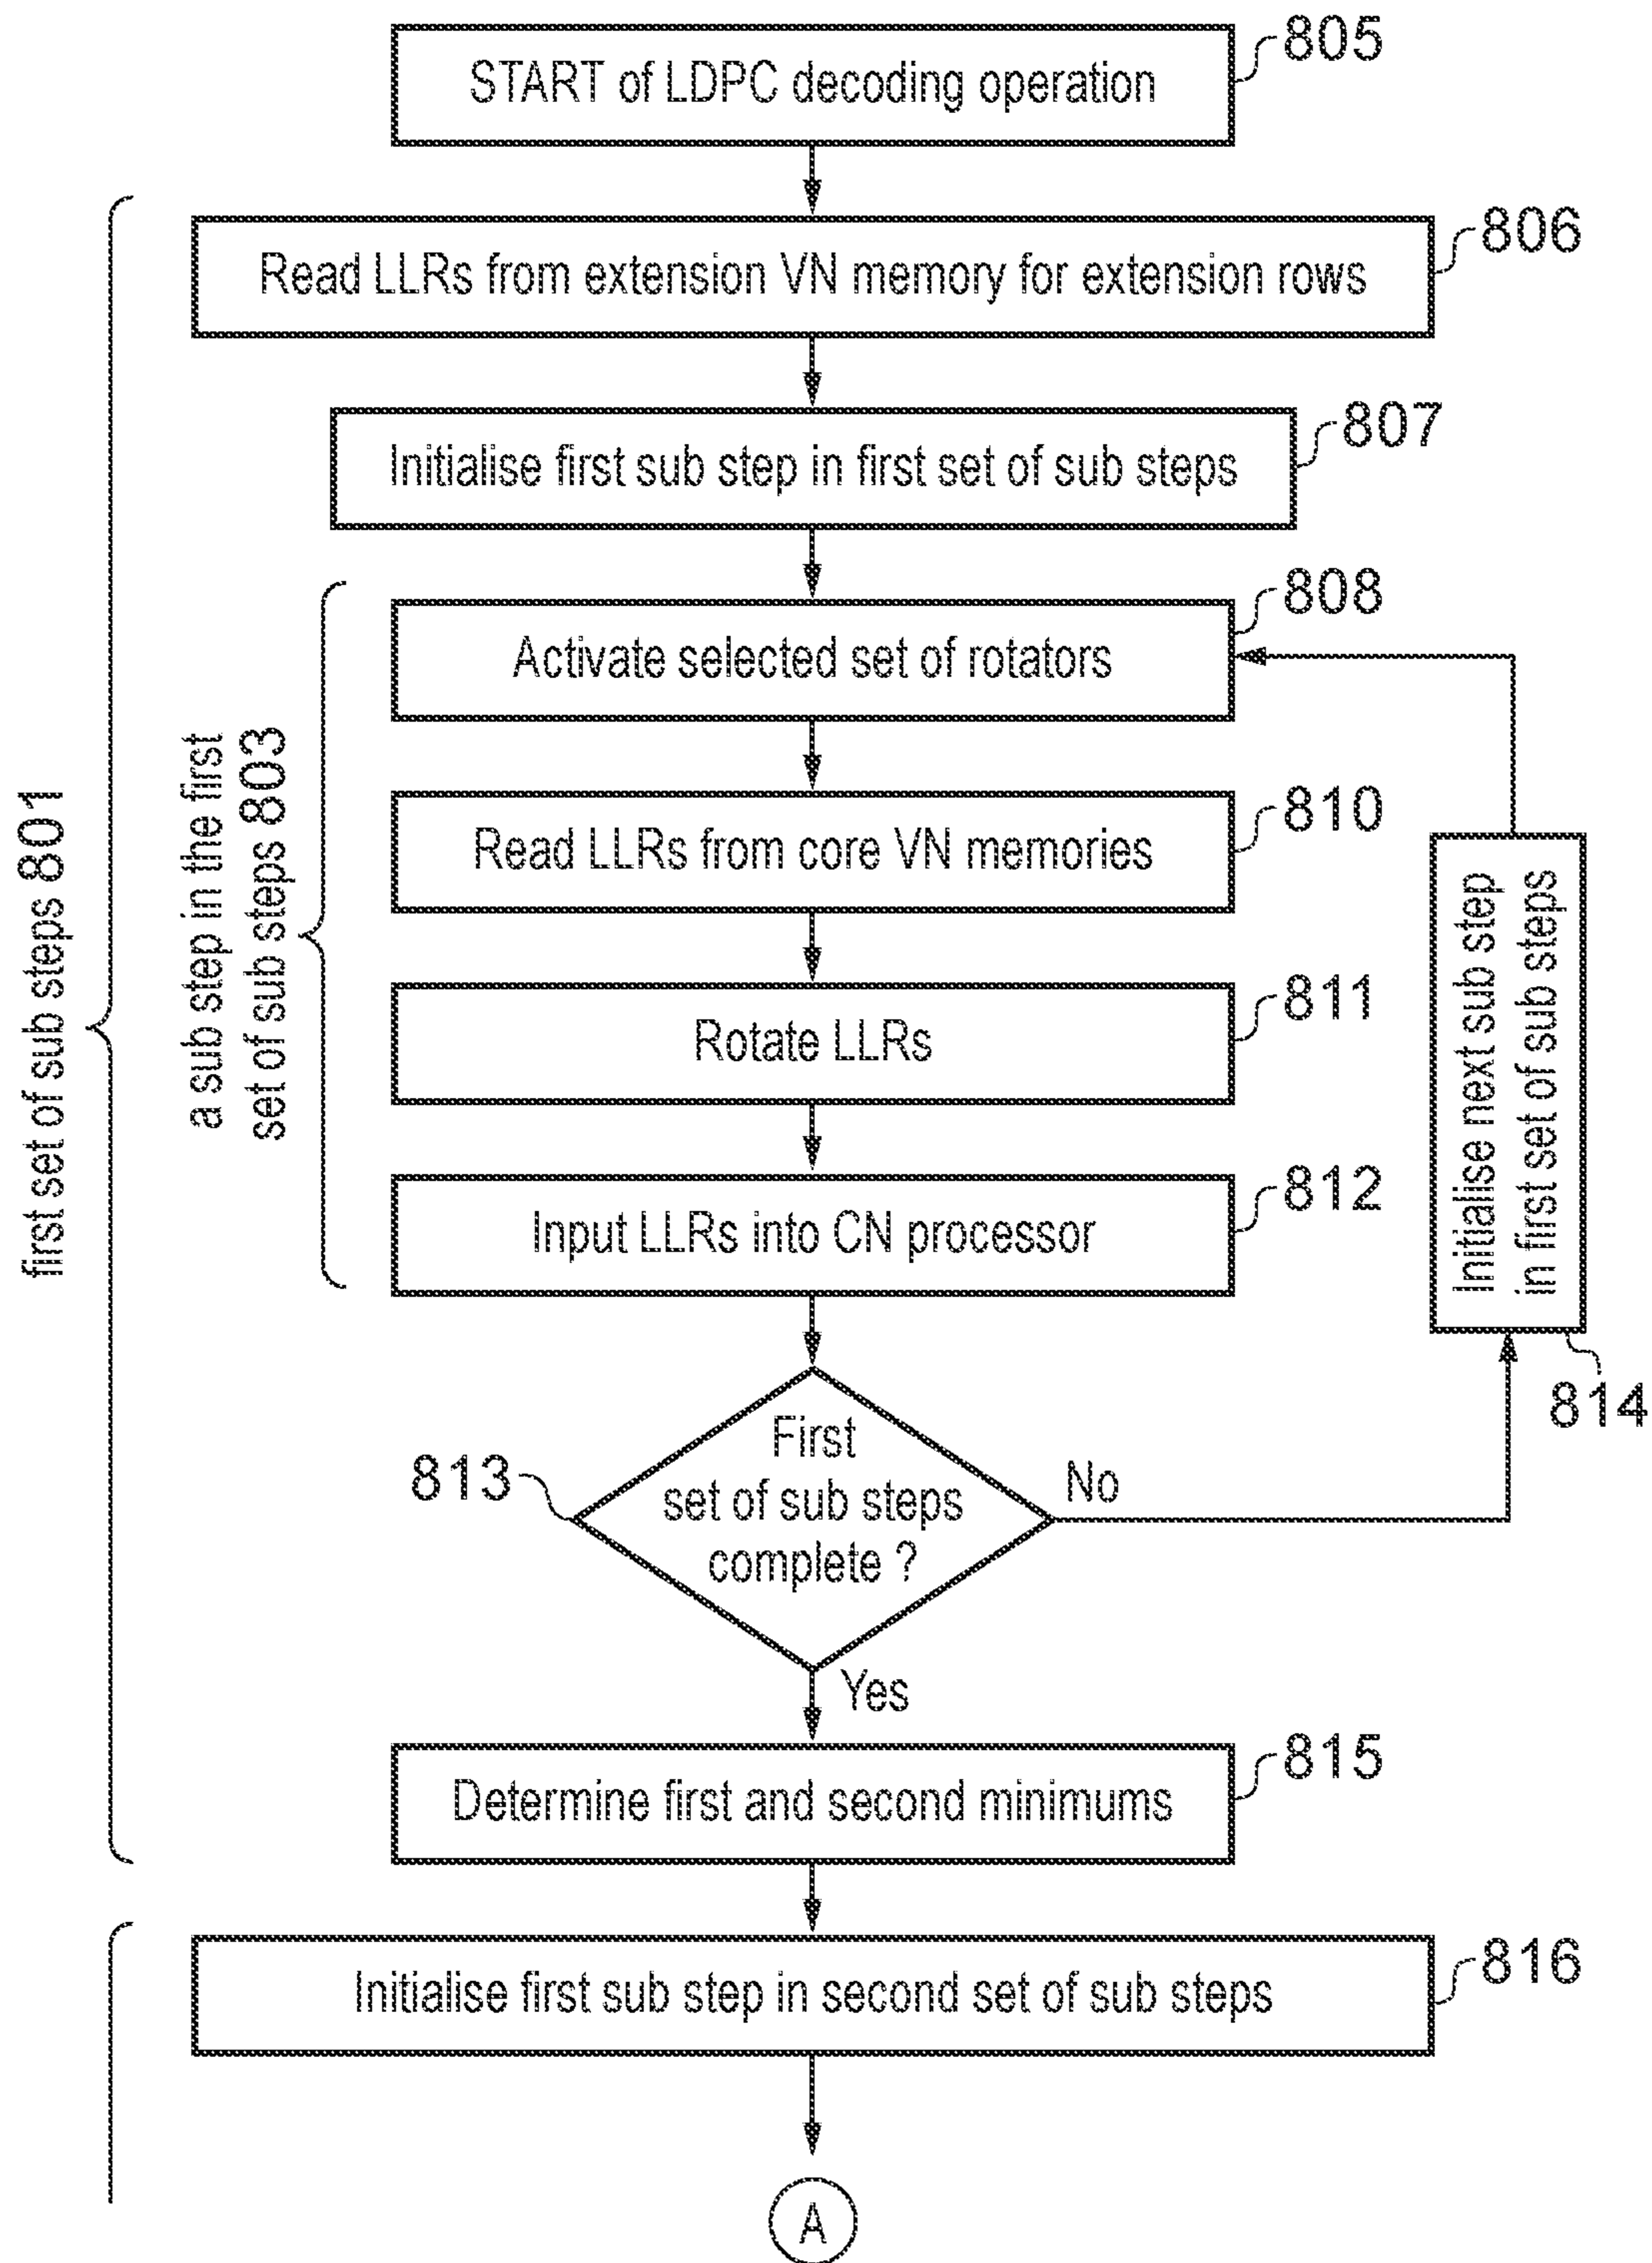 START of LDPC decoding operation
805
Read LLRs from extension VN memory for extension rows
806
Initialise first sub step in first set of sub steps
807
Activate selected set of rotators
808
Read LLRs from core VN memories
810
Rotate LLRs
811
Input LLRs into CN processor
812
first set of sub steps 801
a sub step in the first
set of sub steps 803
Initialise next sub step
in first set of sub steps
814
First
set of sub steps
complete ?
813
No
Yes
Determine first and second minimums
815
Initialise first sub step in second set of sub steps
816
A